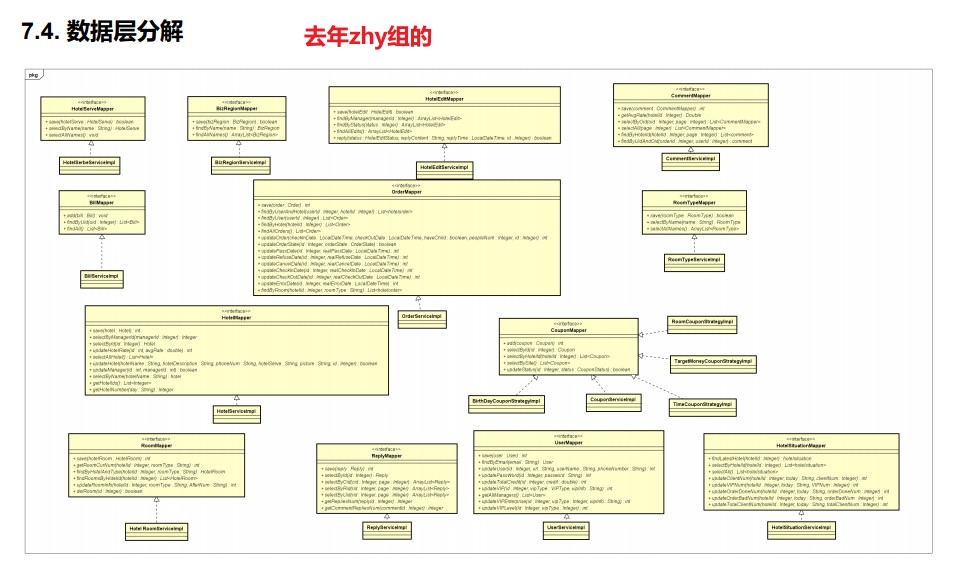 7.4. 数据层分解
去年zhy组的
pkg
<<interface>>
HotelServeMapper
+ save(hotelServe : HotelServe) : boolean
+ selectByName(name : String) : HotelServe
+ selectAllNames() : void
HotelSerbeServiceImpl
<<interface>>
BizRegionMapper
+ save(bizRegion : BizRegion) : boolean
+ findByName(name : String) : BizRegion
+ findAllNames() : ArrayList<BizRegion>
BizRegionServiceImpl
<<interface>>
HotelEditMapper
+ save(hotelEdit : HotelEdit) : boolean
+ findByManager(managerId : Integer) : ArrayList<HotelEdit>
+ findByStatus(status : Integer) : ArrayList<HotelEdit>
+ findAllEdits() : ArrayList<HotelEdit>
+ reply(status : HotelEditStatus, replyContent : String, replyTime : LocalDateTime, id : Integer) : boolean
HotelEditServiceImpl
<<interface>>
CommentMapper
+ save(comment : CommentMapper) : int
+ getAvgRate(hotelId : Integer) : Double
+ selectByOid(oid : Integer, page : Integer) : List<CommentMapper>
+ selectAll(page : Integer) : List<CommentMapper>
+ findByHotelId(hotelId : Integer, page : Integer) : List<comment>
+ findByUidAndOid(orderId : Integer, userId : Integer) : comment
CommentServiceImpl
<<interface>>
BillMapper
+ add(bill : Bill) : void
+ findByUid(uid : Integer) : List<Bill>
+ findAll() : List<Bill>
BillServiceImpl
<<interface>>
OrderMapper
+ save(order : Order) : int
+ findByUserAndHotel(userId : Integer, hotelId : Integer) : List<hotelorder>
+ findByUser(userId : Integer) : List<Order>
+ findByHotel(hotelId : Integer) : List<Order>
+ findAllOrders() : List<Order>
+ updateOrder(checkInDate : LocalDateTime, checkOutDate : LocalDateTime, haveChild : boolean, peopleNum : Integer, id : Integer) : int
+ updateOrderState(id : Integer, orderState : OrderState) : boolean
+ updatePassDate(id : Integer, realPassDate : LocalDateTime) : int
+ updateRefuseDate(id : Integer, realRefuseDate : LocalDateTime) : int
+ updateCancelDate(id : Integer, realCancelDate : LocalDateTime) : int
+ updateCheckInDate(id : Integer, realCheckInDate : LocalDateTime) : int
+ updateCheckOutDate(id : Integer, realCheckOutDate : LocalDateTime) : int
+ updateErrorDate(id : Integer, realErrorDate : LocalDateTime) : int
+ findByRoom(hotelId : Integer, roomType : String) : List<hotelorder>
OrderServiceImpl
<<interface>>
RoomTypeMapper
+ save(roomType : RoomType) : boolean
+ selectByName(name : String) : RoomType
+ selectAllNames() : ArrayList<RoomType>
RoomTypeServiceImpl
<<interface>>
HotelMapper
+ save(hotel : Hotel) : int
+ selectByManagerId(managerId : Integer) : Integer
+ selectById(id : Integer) : Hotel
+ updateHotelRate(id : int, avgRate : double) : int
+ selectAllHotel() : List<Hotel>
+ updateHotel(hotelName : String, hotelDescription : String, phoneNum : String, hotelServe : String, picture : String, id : Integer) : boolean
+ updateManager(id : int, managerId : int) : boolean
+ selectByName(hotelName : String) : hotel
+ getHotelIds() : List<Integer>
+ getHotelNumber(day : String) : Integer
HotelServiceImpl
<<interface>>
CouponMapper
+ add(coupon : Coupon) : int
+ selectById(id : Integer) : Coupon
+ selectByHotelId(hotelId : Integer) : List<Coupon>
+ selectBySite() : List<Coupon>
+ updateStatus(id : Integer, status : CouponStatus) : boolean
RoomCouponStrategyImpl
TargetMoneyCouponStrategyImpl
BirthDayCouponStrategyImpl
CouponServiceImpl
TimeCouponStrategyImpl
<<interface>>
RoomMapper
+ save(hotelRoom : HotelRoom) : int
+ getRoomCurNum(hotelId : Integer, roomType : String) : int
+ findByHotelAndType(hotelId : Integer, roomType : String) : HotelRoom
+ findRoomsByHotelId(hotelId : Integer) : List<HotelRoom>
+ updateRoomInfo(hotelId : Integer, roomType : String, AfterNum : String) : int
+ delRoom(id : Integer) : boolean
Hotel RoomServiceImpl
<<interface>>
ReplyMapper
+ save(reply : Reply) : int
+ selectById(id : Integer) : Reply
+ selectByCid(cid : Integer, page : Integer) : ArrayList<Reply>
+ selectByRid(id : Integer, page : Integer) : ArrayList<Reply>
+ selectByUid(id : Integer, page : Integer) : ArrayList<Reply>
+ getRepliesNum(replyId : Integer) : Integer
+ getCommentRepliesNum(commentId : Integer) : Integer
ReplyServiceImpl
<<interface>>
UserMapper
+ save(user : User) : int
+ findByEmail(email : String) : User
+ updateUser(id : Integer, url : String, userName : String, phoneNumber : String) : int
+ updatePassWord(id : Integer, password : String) : int
+ updateTotalCredit(id : Integer, credit : double) : int
+ updateVIP(id : Integer, vipType : VIPType, vipInfo : String) : int
+ getAllManagers() : List<User>
+ updateVIPEnterprise(id : Integer, vipType : Integer, vipInfo : String) : int
+ updateVIPLevel(id : Integer, vipType : Integer) : int
UserServiceImpl
<<interface>>
HotelSituationMapper
+ findLatestHotel(hotelId : Integer) : hotelsituation
+ selectByHotelId(hotelId : Integer) : List<hotelsituation>
+ selectAll() : List<hotelsituation>
+ updateClientNum(hotelId : Integer, today : String, clientNum : Integer) : int
+ updateVIPNum(hotelId : Integer, today : String, VIPNum : Integer) : int
+ updateOrderDoneNum(hotelId : Integer, today : String, orderDoneNum : Integer) : int
+ updateOrderBadNum(hotelId : Integer, today : String, orderBadNum : Integer) : int
+ updateTotalClientNum(hotelId : Integer, today : String, totalClientNum : Integer) : int
HotelSituationServiceImpl